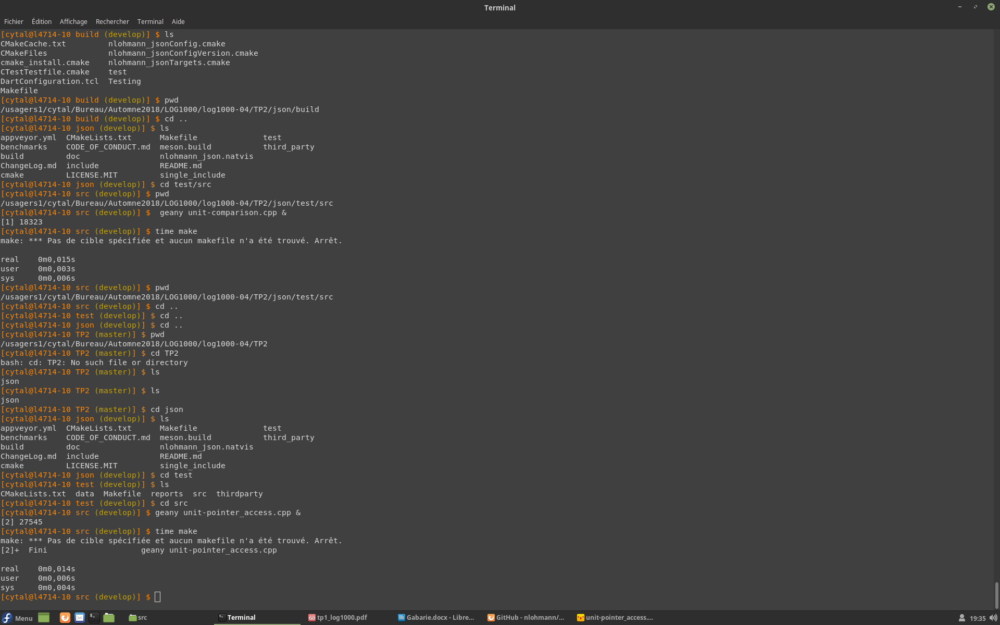 Terminal
Fichier Édition Affichage Rechercher Terminal Aide
[cytal@l4714-10 build (develop)] $ ls
CMakeCache.txt         nlohmann_jsonConfig.cmake
CMakeFiles             nlohmann_jsonConfigVersion.cmake
cmake_install.cmake    nlohmann_jsonTargets.cmake
CTestTestfile.cmake    test
DartConfiguration.tcl  Testing
Makefile
[cytal@l4714-10 build (develop)] $ pwd
/usagers1/cytal/Bureau/Automne2018/LOG1000/log1000-04/TP2/json/build
[cytal@l4714-10 build (develop)] $ cd ..
[cytal@l4714-10 json (develop)] $ ls
appveyor.yml  CMakeLists.txt      Makefile              test
benchmarks    CODE_OF_CONDUCT.md  meson.build           third_party
build         doc                 nlohmann_json.natvis
ChangeLog.md  include             README.md
cmake         LICENSE.MIT         single_include
[cytal@l4714-10 json (develop)] $ cd test/src
[cytal@l4714-10 src (develop)] $ pwd
/usagers1/cytal/Bureau/Automne2018/LOG1000/log1000-04/TP2/json/test/src
[cytal@l4714-10 src (develop)] $  geany unit-comparison.cpp &
[1] 18323
[cytal@l4714-10 src (develop)] $ time make
make: *** Pas de cible spécifiée et aucun makefile n'a été trouvé. Arrêt.
real    0m0,015s
user    0m0,003s
sys     0m0,006s
[cytal@l4714-10 src (develop)] $ pwd
/usagers1/cytal/Bureau/Automne2018/LOG1000/log1000-04/TP2/json/test/src
[cytal@l4714-10 src (develop)] $ cd ..
[cytal@l4714-10 test (develop)] $ cd ..
[cytal@l4714-10 json (develop)] $ cd ..
[cytal@l4714-10 TP2 (master)] $ pwd
/usagers1/cytal/Bureau/Automne2018/LOG1000/log1000-04/TP2
[cytal@l4714-10 TP2 (master)] $ cd TP2
bash: cd: TP2: No such file or directory
[cytal@l4714-10 TP2 (master)] $ ls
json
[cytal@l4714-10 TP2 (master)] $ ls
json
[cytal@l4714-10 TP2 (master)] $ cd json
[cytal@l4714-10 json (develop)] $ ls
appveyor.yml  CMakeLists.txt      Makefile              test
benchmarks    CODE_OF_CONDUCT.md  meson.build           third_party
build         doc                 nlohmann_json.natvis
ChangeLog.md  include             README.md
cmake         LICENSE.MIT         single_include
[cytal@l4714-10 json (develop)] $ cd test
[cytal@l4714-10 test (develop)] $ ls
CMakeLists.txt  data  Makefile  reports  src  thirdparty
[cytal@l4714-10 test (develop)] $ cd src
[cytal@l4714-10 src (develop)] $ geany unit-pointer_access.cpp &
[2] 27545
[cytal@l4714-10 src (develop)] $ time make
make: *** Pas de cible spécifiée et aucun makefile n'a été trouvé. Arrêt.
[2]+  Fini                    geany unit-pointer_access.cpp
real    0m0,014s
user    0m0,006s
sys     0m0,004s
[cytal@l4714-10 src (develop)] $
Menu src Terminal tp1_log1000.pdf Gabarie.docx - Libre... GitHub - nlohmann/... unit-pointer_access.... 19:35